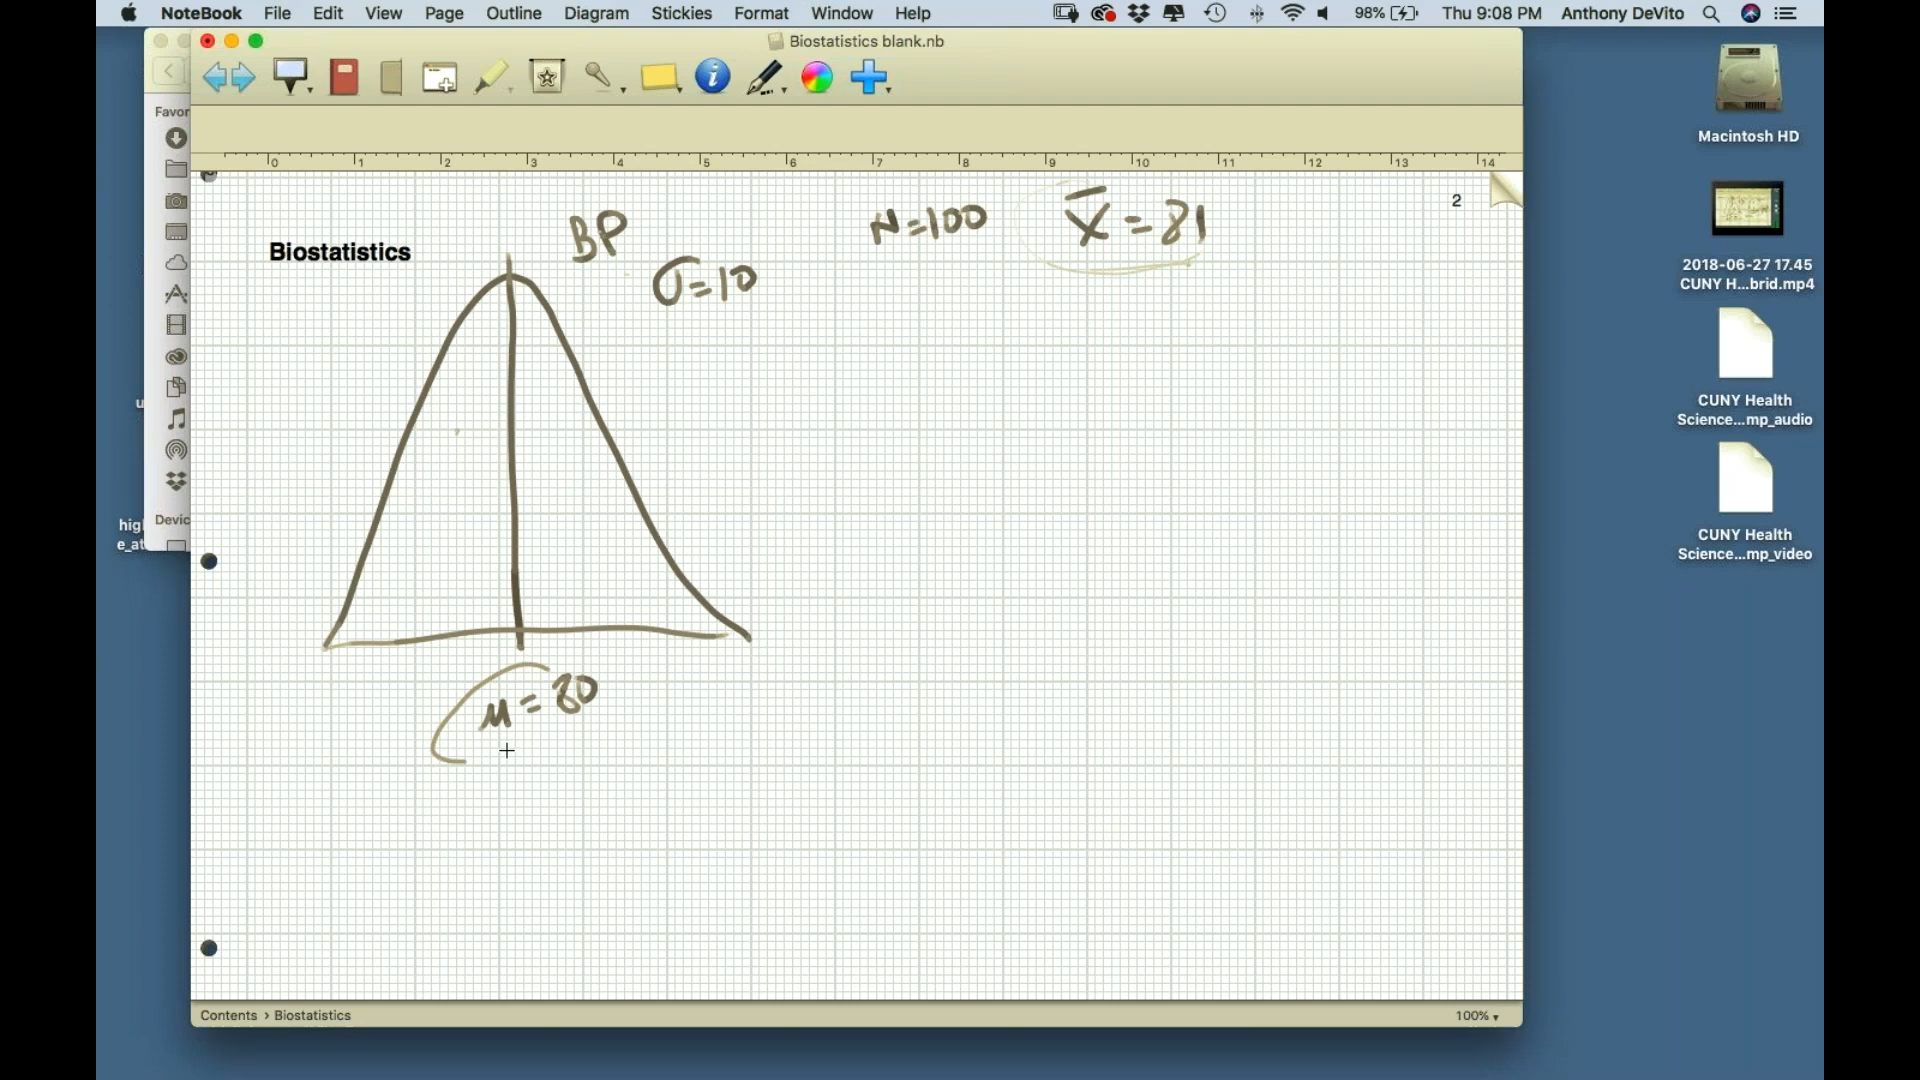 NoteBook File Edit View Page Outline Diagram Stickies Format Window Help 98% Thu 9:08 PM Anthony DeVito
Biostatistics blank.nb
Favor
0 1 2 3 4 5 6 7 8 9 10 11 12 13 14
2
Biostatistics
BP
σ=10
N=100
X̄=81
μ=80
Devic
high
e_at
Contents › Biostatistics
100%
Macintosh HD
2018-06-27 17.45
CUNY H...brid.mp4
CUNY Health
Science...mp_audio
CUNY Health
Science...mp_video